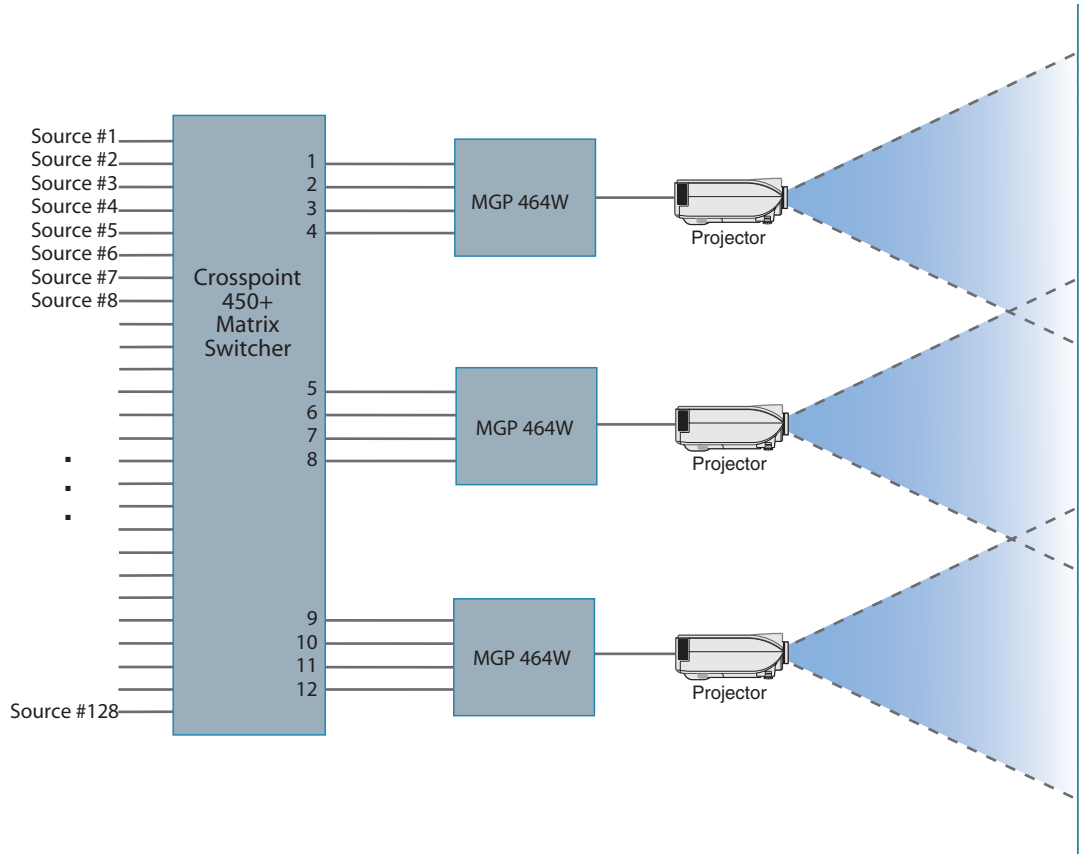 Source #1
Source #2
Source #3
Source #4
Source #5
Source #6
Source #7
Source #8
Source #128
Crosspoint
450+
Matrix
Switcher
1
2
3
4
5
6
7
8
9
10
11
12
MGP 464W
Projector
MGP 464W
Projector
MGP 464W
Projector